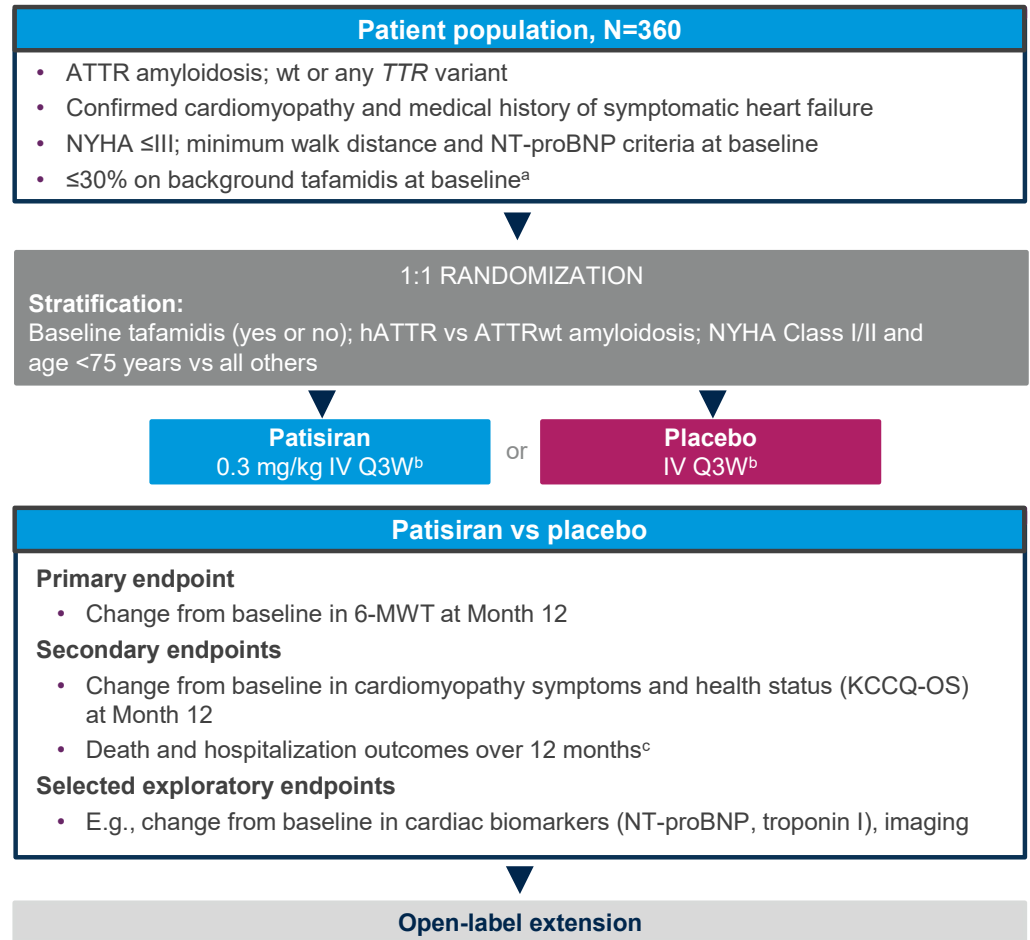 Patient population, N=360
• ATTR amyloidosis; wt or any TTR variant
• Confirmed cardiomyopathy and medical history of symptomatic heart failure
• NYHA ≤III; minimum walk distance and NT-proBNP criteria at baseline
• ≤30% on background tafamidis at baselineᵃ
1:1 RANDOMIZATION
Stratification:
Baseline tafamidis (yes or no); hATTR vs ATTRwt amyloidosis; NYHA Class I/II and
age <75 years vs all others
Patisiran
0.3 mg/kg IV Q3Wᵇ
or
Placebo
IV Q3Wᵇ
Patisiran vs placebo
Primary endpoint
• Change from baseline in 6-MWT at Month 12
Secondary endpoints
• Change from baseline in cardiomyopathy symptoms and health status (KCCQ-OS)
at Month 12
• Death and hospitalization outcomes over 12 monthsᶜ
Selected exploratory endpoints
• E.g., change from baseline in cardiac biomarkers (NT-proBNP, troponin I), imaging
Open-label extension